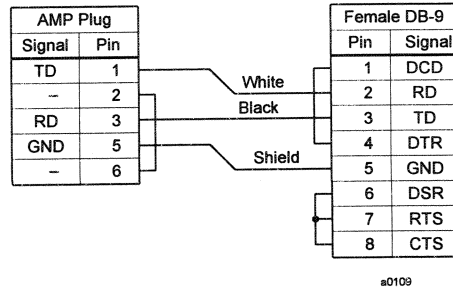 AMP Plug
Signal Pin
TD 1
– 2
RD 3
GND 5
– 6
White
Black
Shield
Female DB-9
Pin Signal
1 DCD
2 RD
3 TD
4 DTR
5 GND
6 DSR
7 RTS
8 CTS
a0109